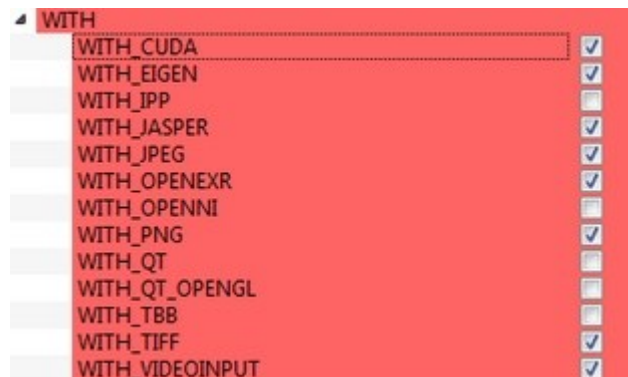 WITH
WITH_CUDA
WITH_EIGEN
WITH_IPP
WITH_JASPER
WITH_JPEG
WITH_OPENEXR
WITH_OPENNI
WITH_PNG
WITH_QT
WITH_QT_OPENGL
WITH_TBB
WITH_TIFF
WITH_VIDEOINPUT